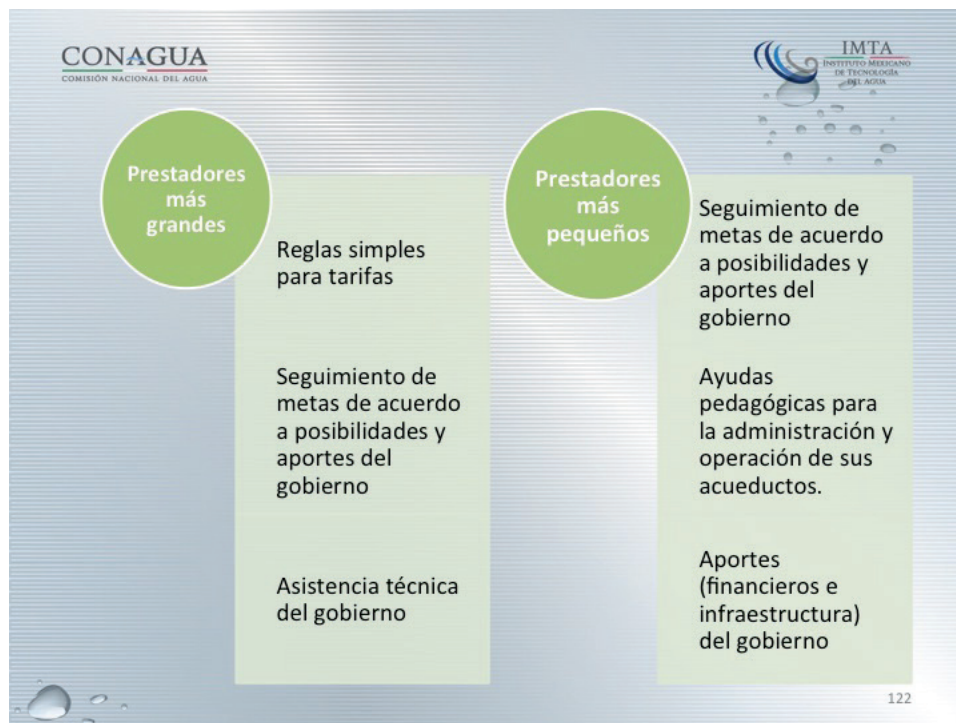 CONAGUA
COMISIÓN NACIONAL DEL AGUA
IMTA
INSTITUTO MEXICANO
DE TECNOLOGÍA
DEL AGUA
Prestadores
más
grandes
Reglas simples
para tarifas
Seguimiento de
metas de acuerdo
a posibilidades y
aportes del
gobierno
Asistencia técnica
del gobierno
Prestadores
más
pequeños
Seguimiento de
metas de acuerdo
a posibilidades y
aportes del
gobierno
Ayudas
pedagógicas para
la administración y
operación de sus
acueductos.
Aportes
(financieros e
infraestructura)
del gobierno
122